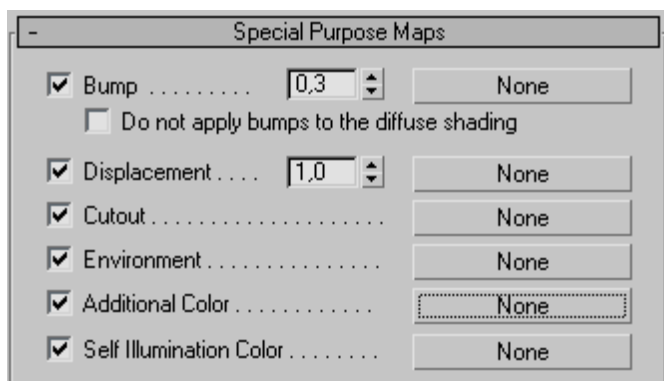 - Special Purpose Maps
Bump . . . . . . . . . 0,3 None
Do not apply bumps to the diffuse shading
Displacement . . . . 1,0 None
Cutout . . . . . . . . . . . . . . . . . . . . . None
Environment . . . . . . . . . . . . . . . None
Additional Color . . . . . . . . . . . . None
Self Illumination Color . . . . . . . . None